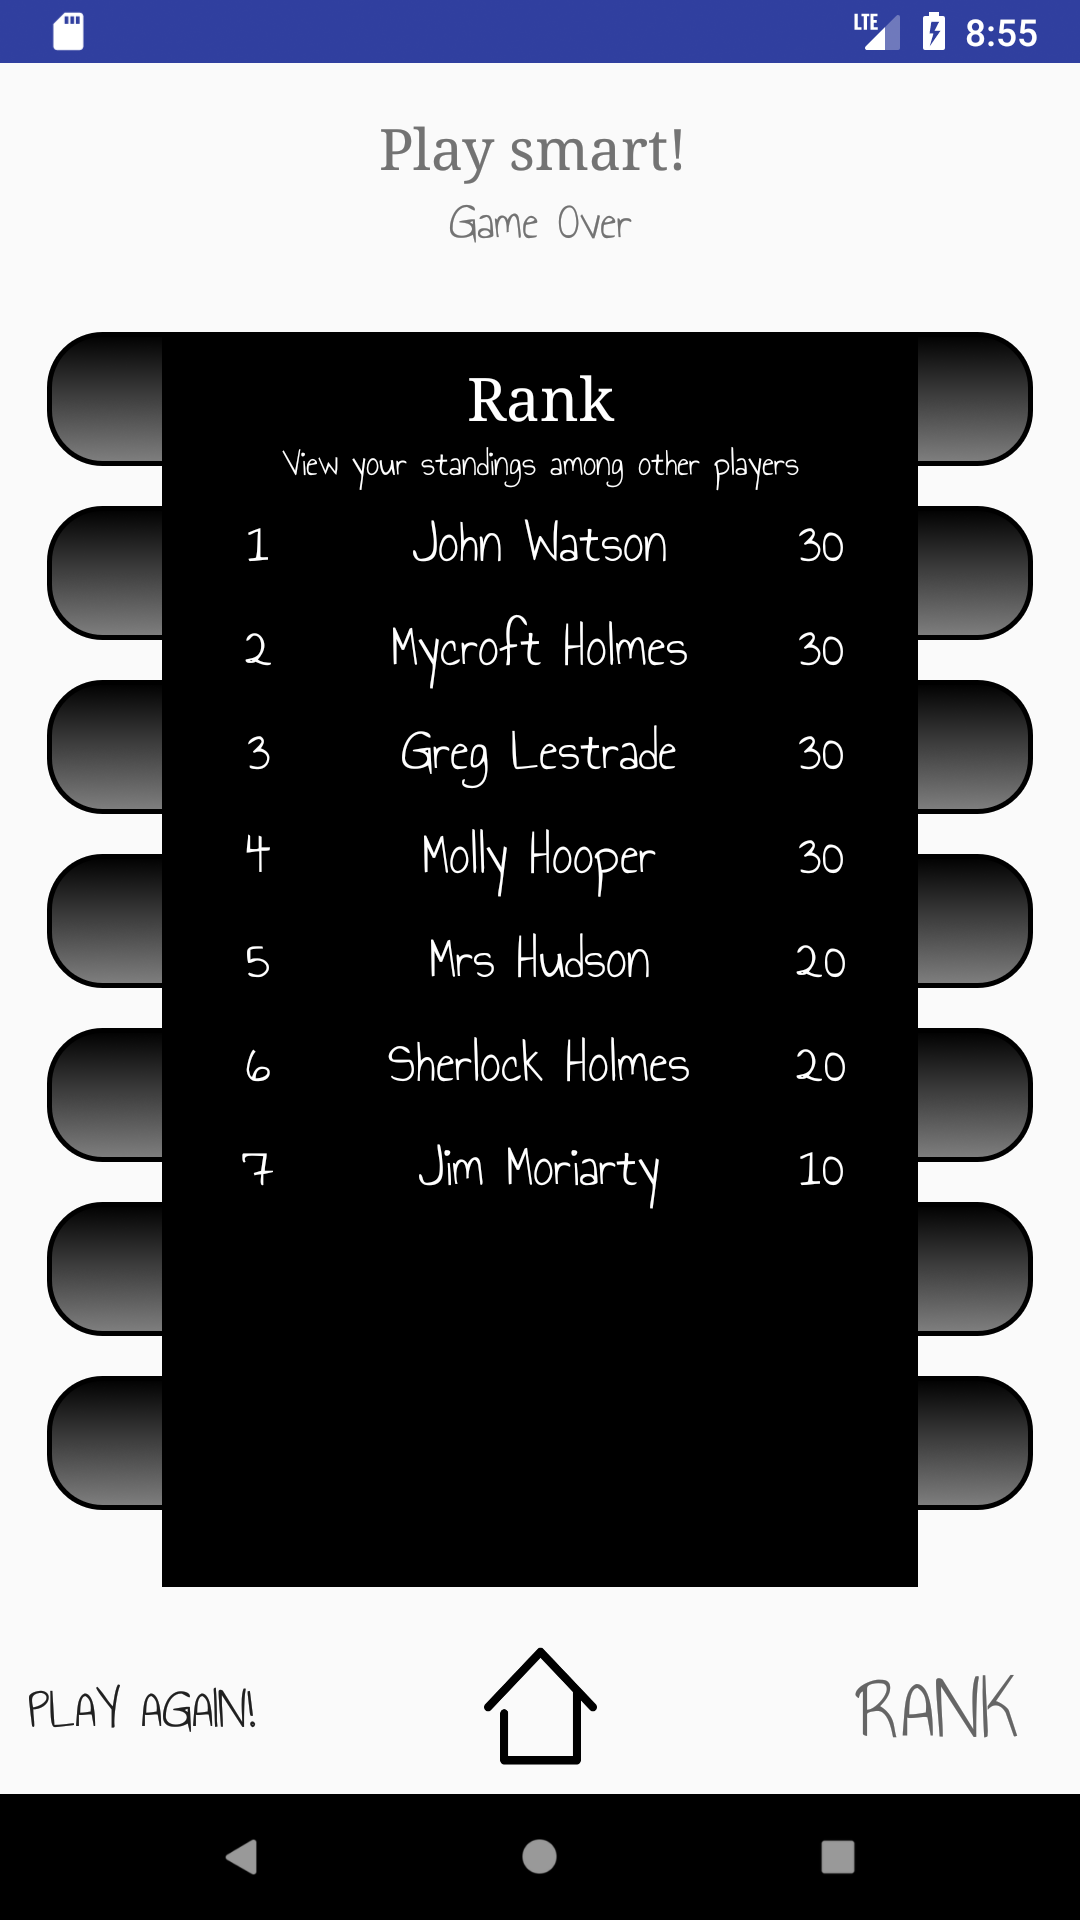 LTE 8:55
Play smart!
Game Over
Rank
View your standings among other players
1 John Watson 30
2 Mycroft Holmes 30
3 Greg Lestrade 30
4 Molly Hooper 30
5 Mrs Hudson 20
6 Sherlock Holmes 20
7 Jim Moriarty 10
PLAY AGAIN! RANK